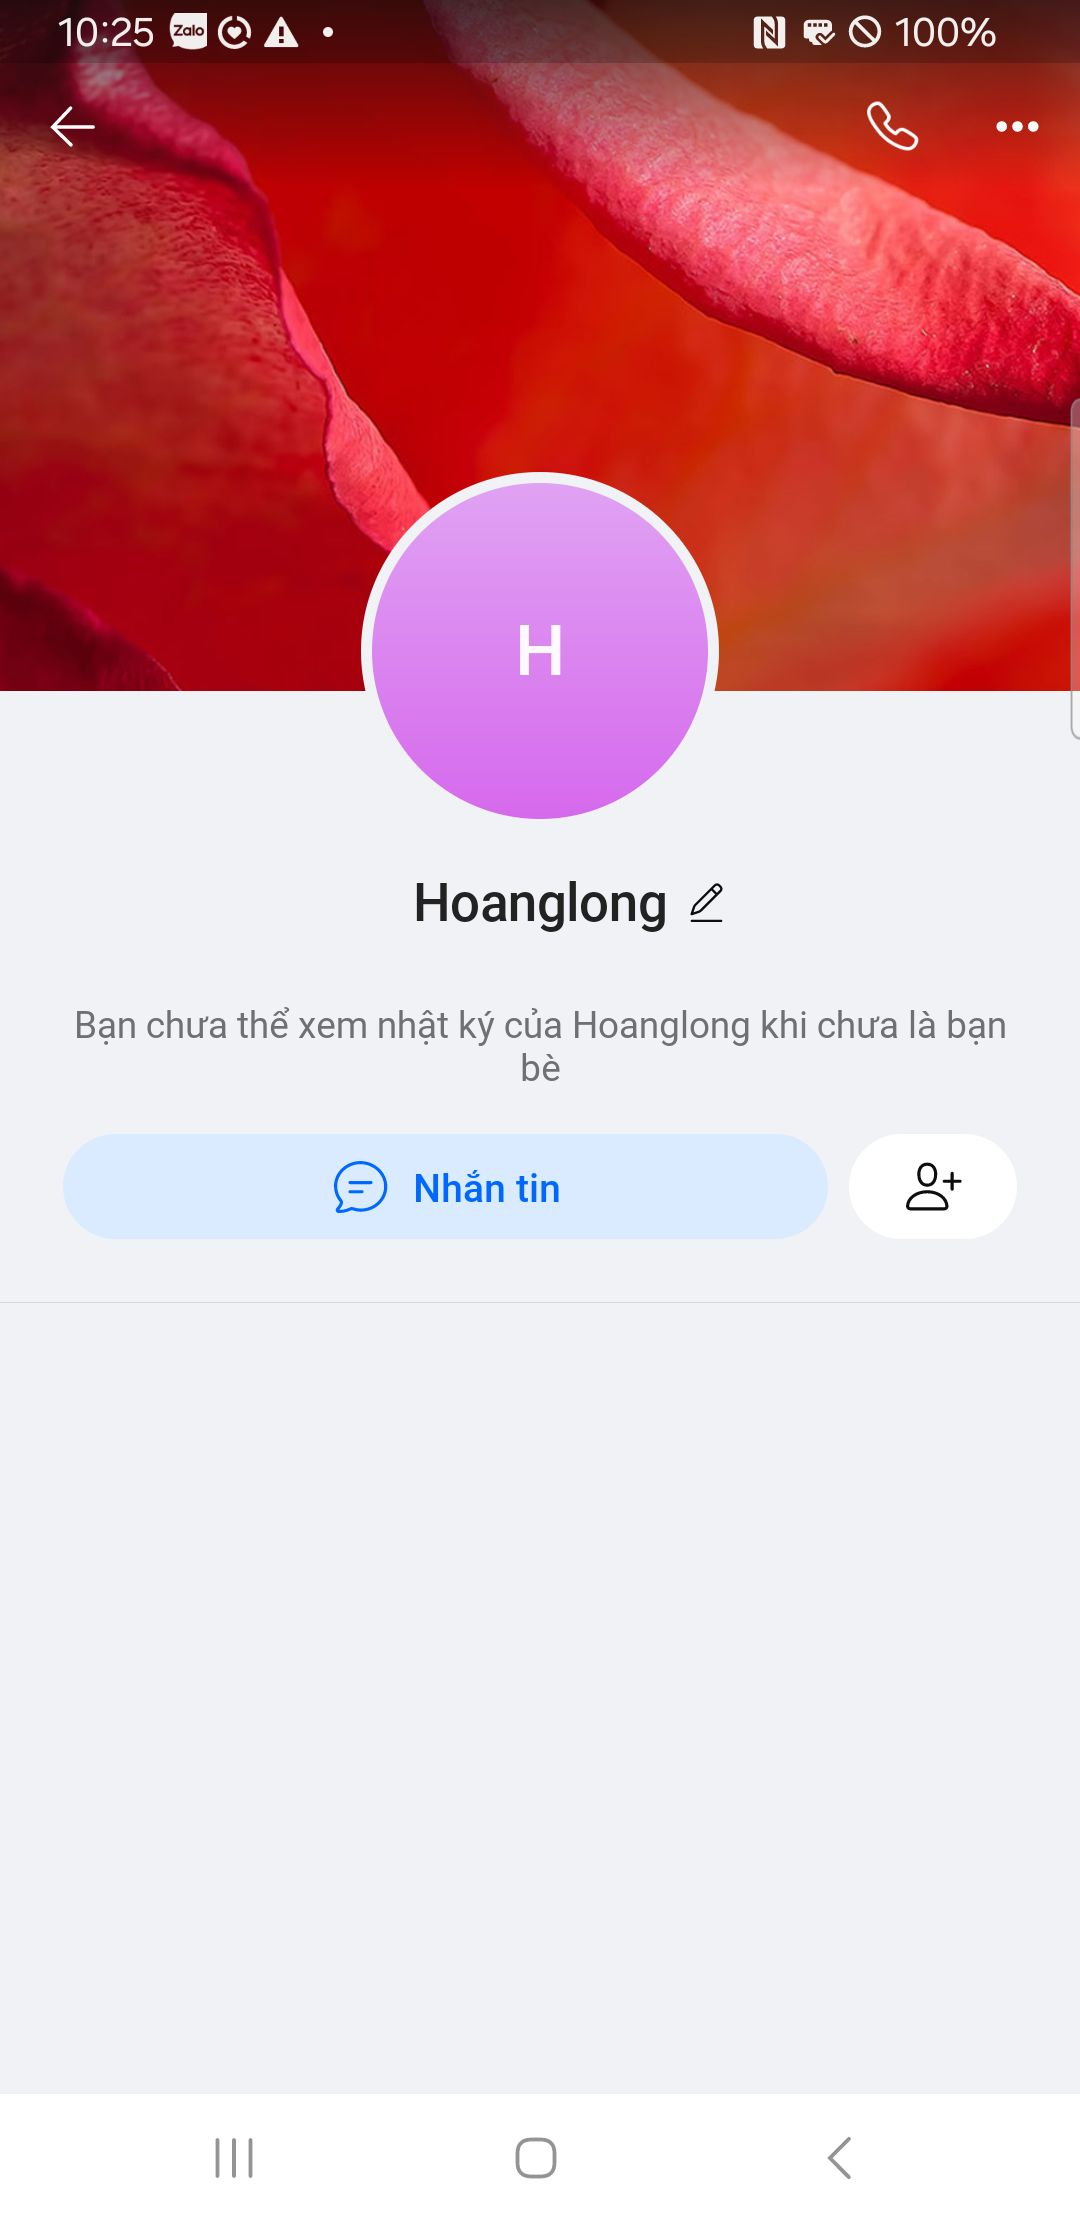 10:25 Zalo 100%
H
Hoanglong
Bạn chưa thể xem nhật ký của Hoanglong khi chưa là bạn
bè
Nhắn tin